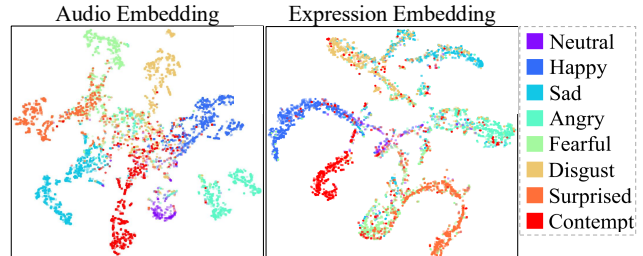 Audio Embedding
Expression Embedding
Neutral
Happy
Sad
Angry
Fearful
Disgust
Surprised
Contempt